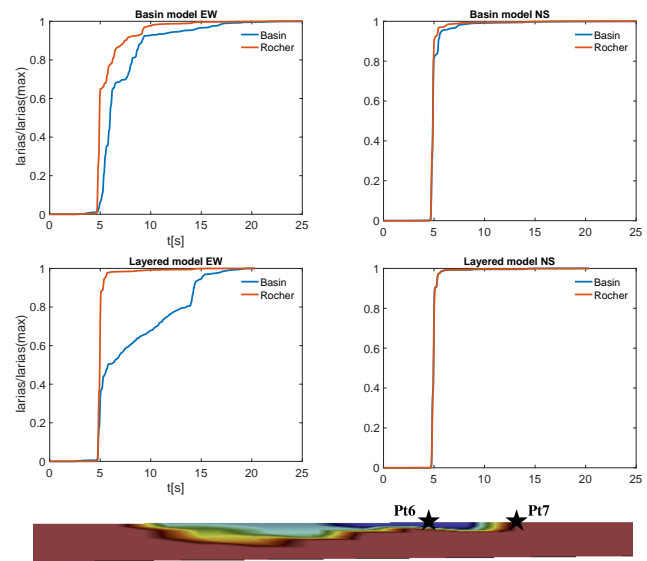 Basin model EW
Iarias/Iarias(max)
1
0.8
0.6
0.4
0.2
0
0 5 10 15 20 25
t[s]
Basin
Rocher
Basin model NS
1
0.8
0.6
0.4
0.2
0
0 5 10 15 20 25
Basin
Rocher
Layered model EW
Iarias/Iarias(max)
1
0.8
0.6
0.4
0.2
0
0 5 10 15 20 25
t[s]
Basin
Rocher
Layered model NS
1
0.8
0.6
0.4
0.2
0
0 5 10 15 20 25
Basin
Rocher
Pt6 Pt7